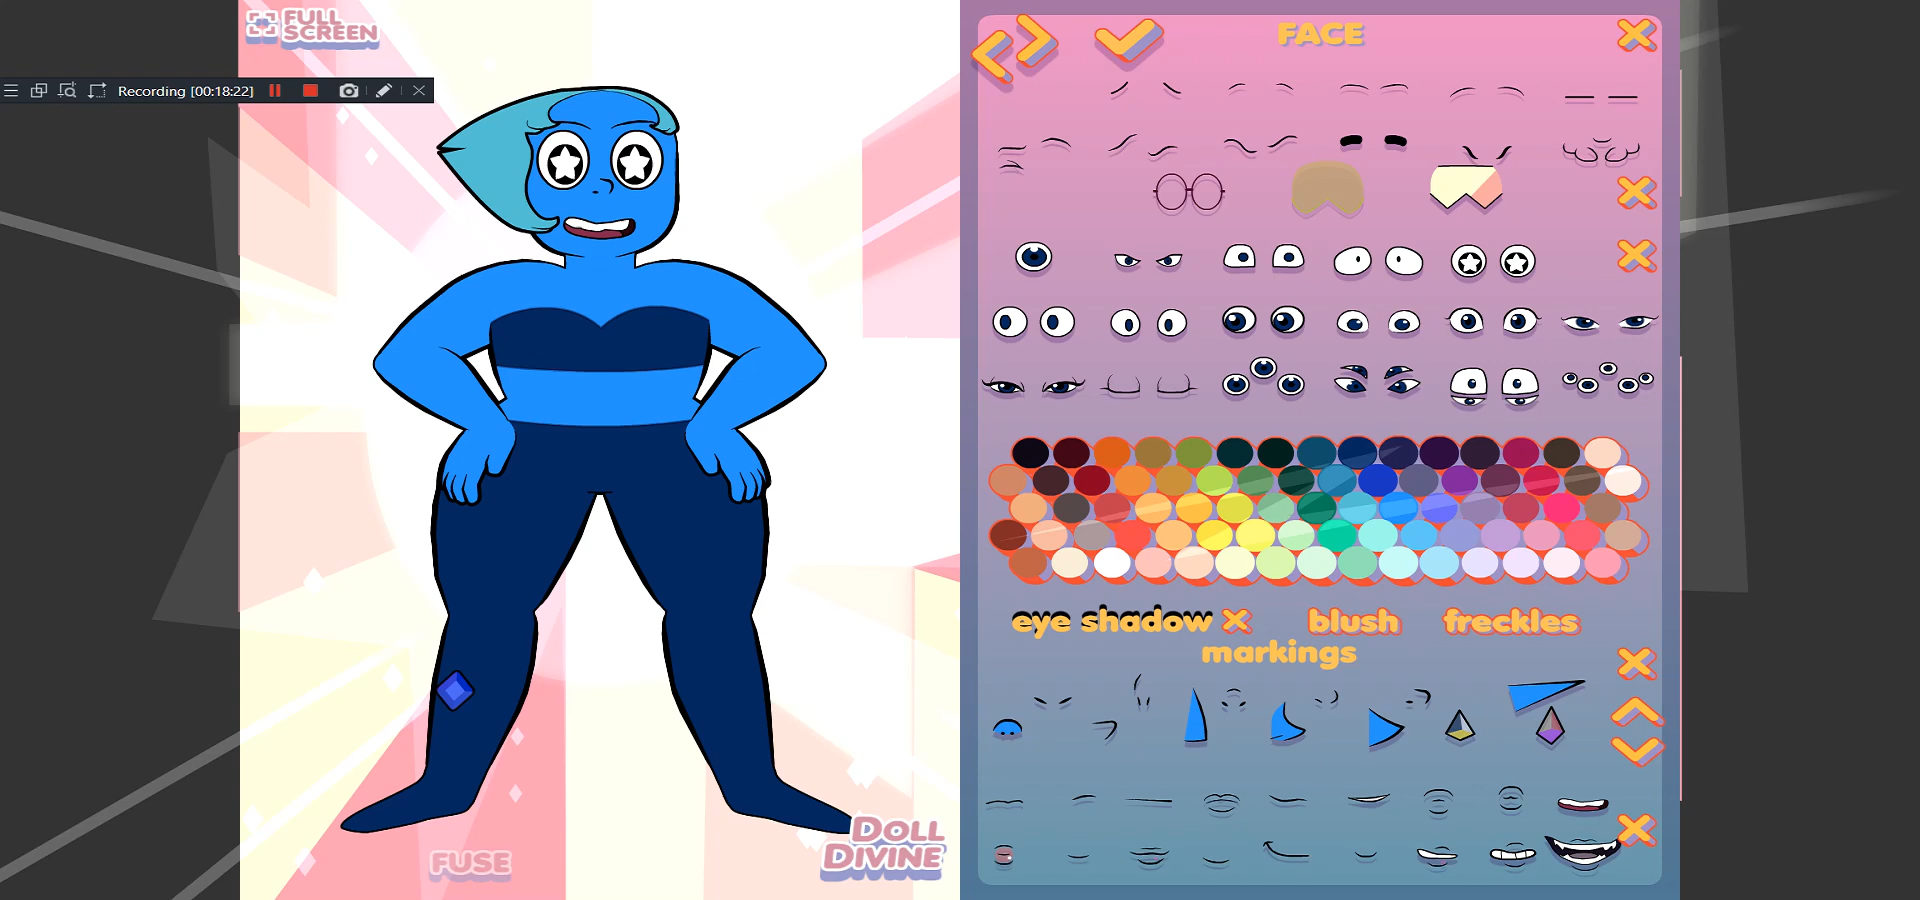 FULL
SCREEN
Recording [00:18:22]
FACE
eye shadow
blush
freckles
markings
FUSE
DOLL
DIVINE